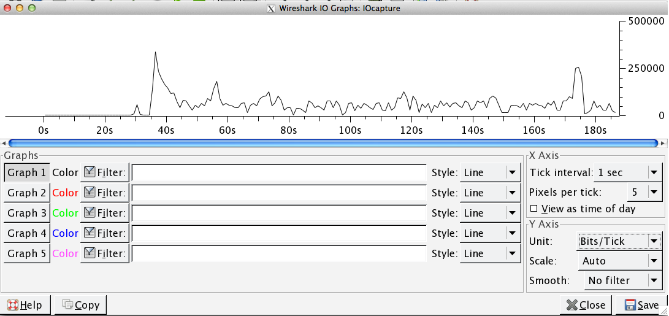 Wireshark IO Graphs: IOcapture
500000
250000
0
0s 20s 40s 60s 80s 100s 120s 140s 160s 180s
Graphs
Graph 1 Color Filter: Style: Line
Graph 2 Color Filter: Style: Line
Graph 3 Color Filter: Style: Line
Graph 4 Color Filter: Style: Line
Graph 5 Color Filter: Style: Line
X Axis
Tick interval: 1 sec
Pixels per tick: 5
View as time of day
Y Axis
Unit: Bits/Tick
Scale: Auto
Smooth: No filter
Help Copy Close Save